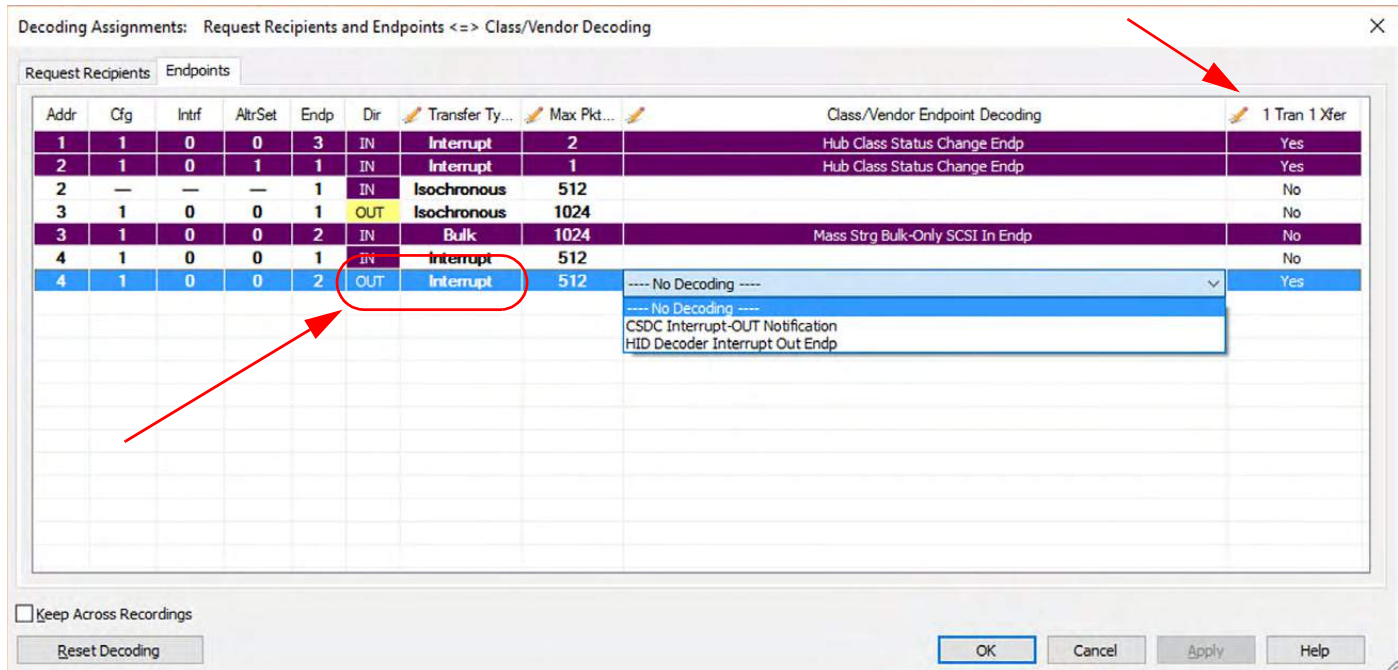 Decoding Assignments: Request Recipients and Endpoints <=> Class/Vendor Decoding
Request Recipients Endpoints
Addr Cfg Intrf AltrSet Endp Dir Transfer Ty... Max Pkt... Class/Vendor Endpoint Decoding 1 Tran 1 Xfer
1 1 0 0 3 IN Interrupt 2 Hub Class Status Change Endp Yes
2 1 0 1 1 IN Interrupt 1 Hub Class Status Change Endp Yes
2 — — — 1 IN Isochronous 512 No
3 1 0 0 1 OUT Isochronous 1024 No
3 1 0 0 2 IN Bulk 1024 Mass Strg Bulk-Only SCSI In Endp No
4 1 0 0 1 IN Interrupt 512 No
4 1 0 0 2 OUT Interrupt 512 ---- No Decoding ---- Yes
---- No Decoding ----
CSDC Interrupt-OUT Notification
HID Decoder Interrupt Out Endp
Keep Across Recordings
Reset Decoding OK Cancel Apply Help